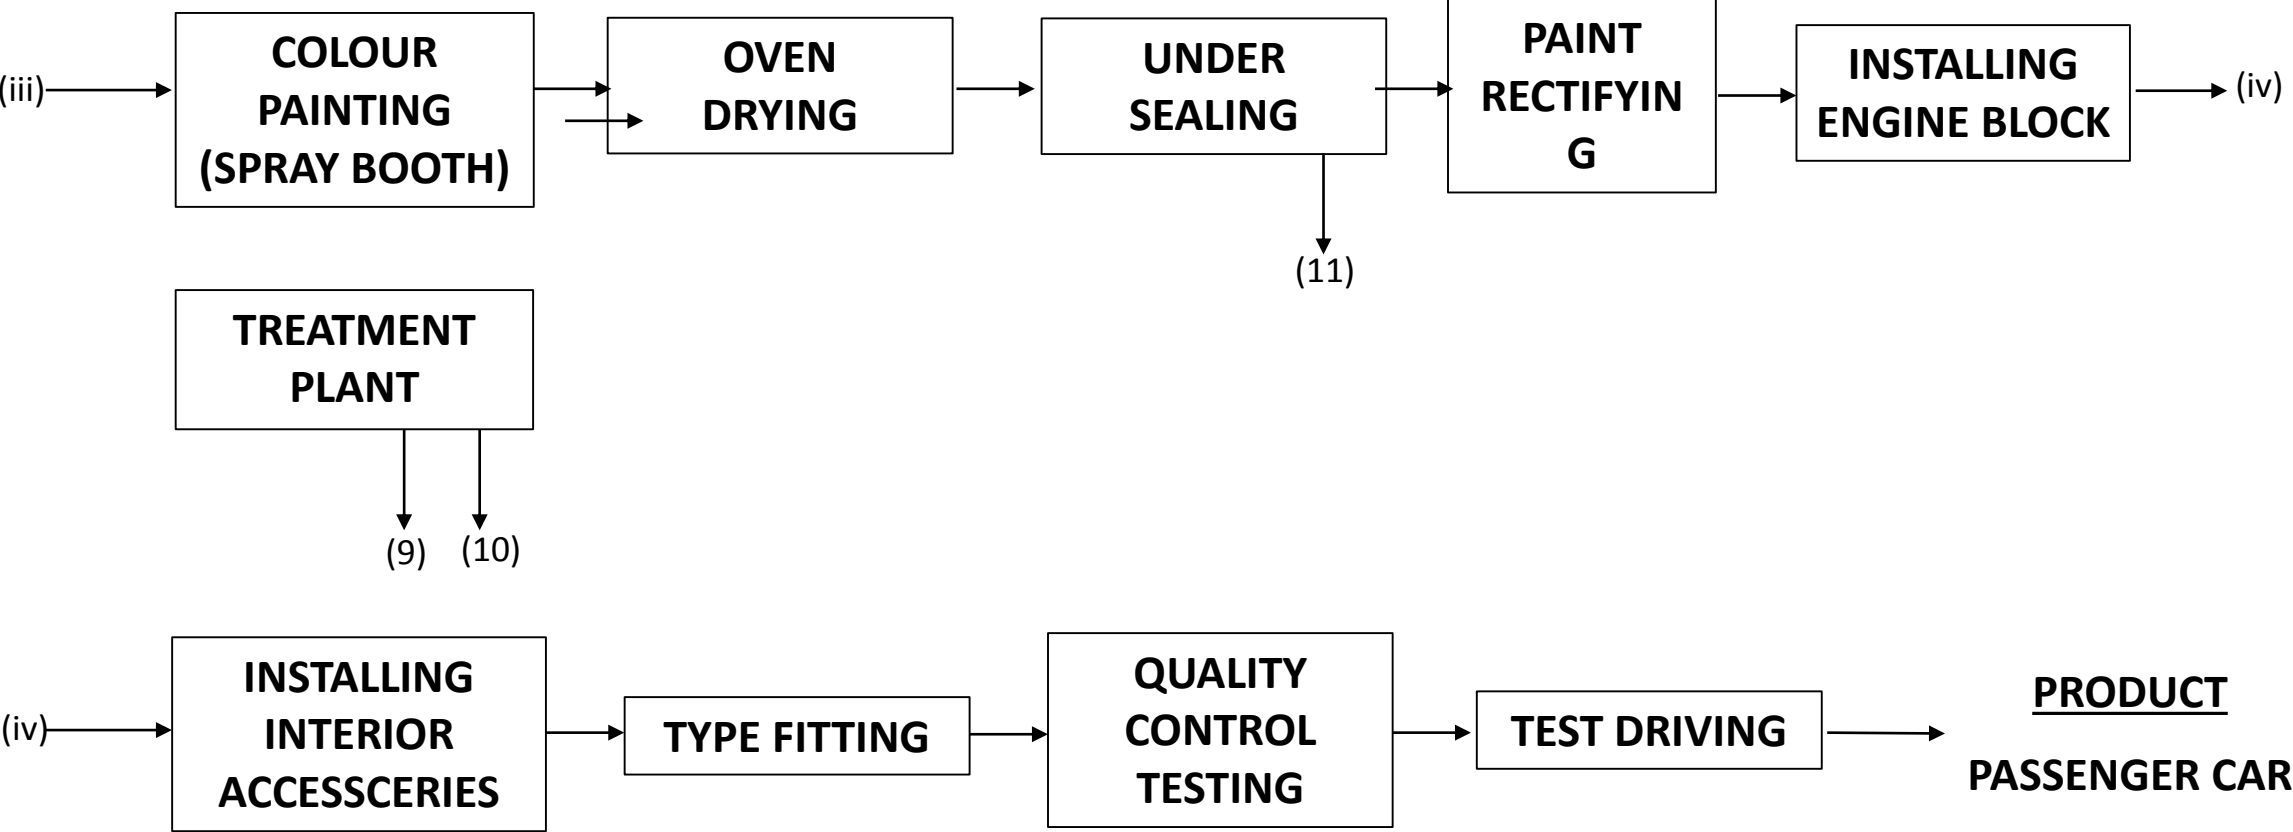 (iii)
COLOUR
PAINTING
(SPRAY BOOTH)
OVEN
DRYING
UNDER
SEALING
PAINT
RECTIFYIN
G
INSTALLING
ENGINE BLOCK
(iv)
(11)
TREATMENT
PLANT
(9)
(10)
(iv)
INSTALLING
INTERIOR
ACCESSCERIES
TYPE FITTING
QUALITY
CONTROL
TESTING
TEST DRIVING
PRODUCT
PASSENGER CAR